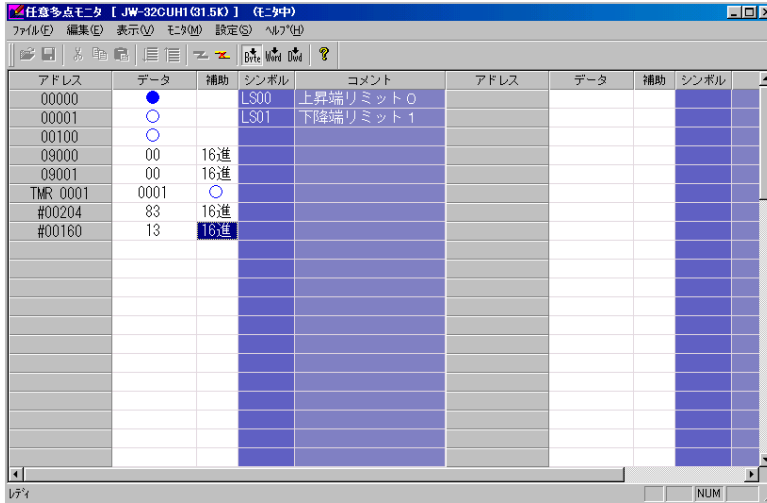 任意多点モニタ [ JW-32CUH1(31.5K) ] (モニタ中)
ファイル(F) 編集(E) 表示(V) モニタ(M) 設定(S) ヘルプ(H)
Byte Word Dwd
アドレス データ 補助 シンボル コメント アドレス データ 補助 シンボル
00000 LS00 上昇端リミット0
00001 LS01 下降端リミット1
00100
09000 00 16進
09001 00 16進
TMR 0001 0001
#00204 83 16進
#00160 13 16進
レディ NUM